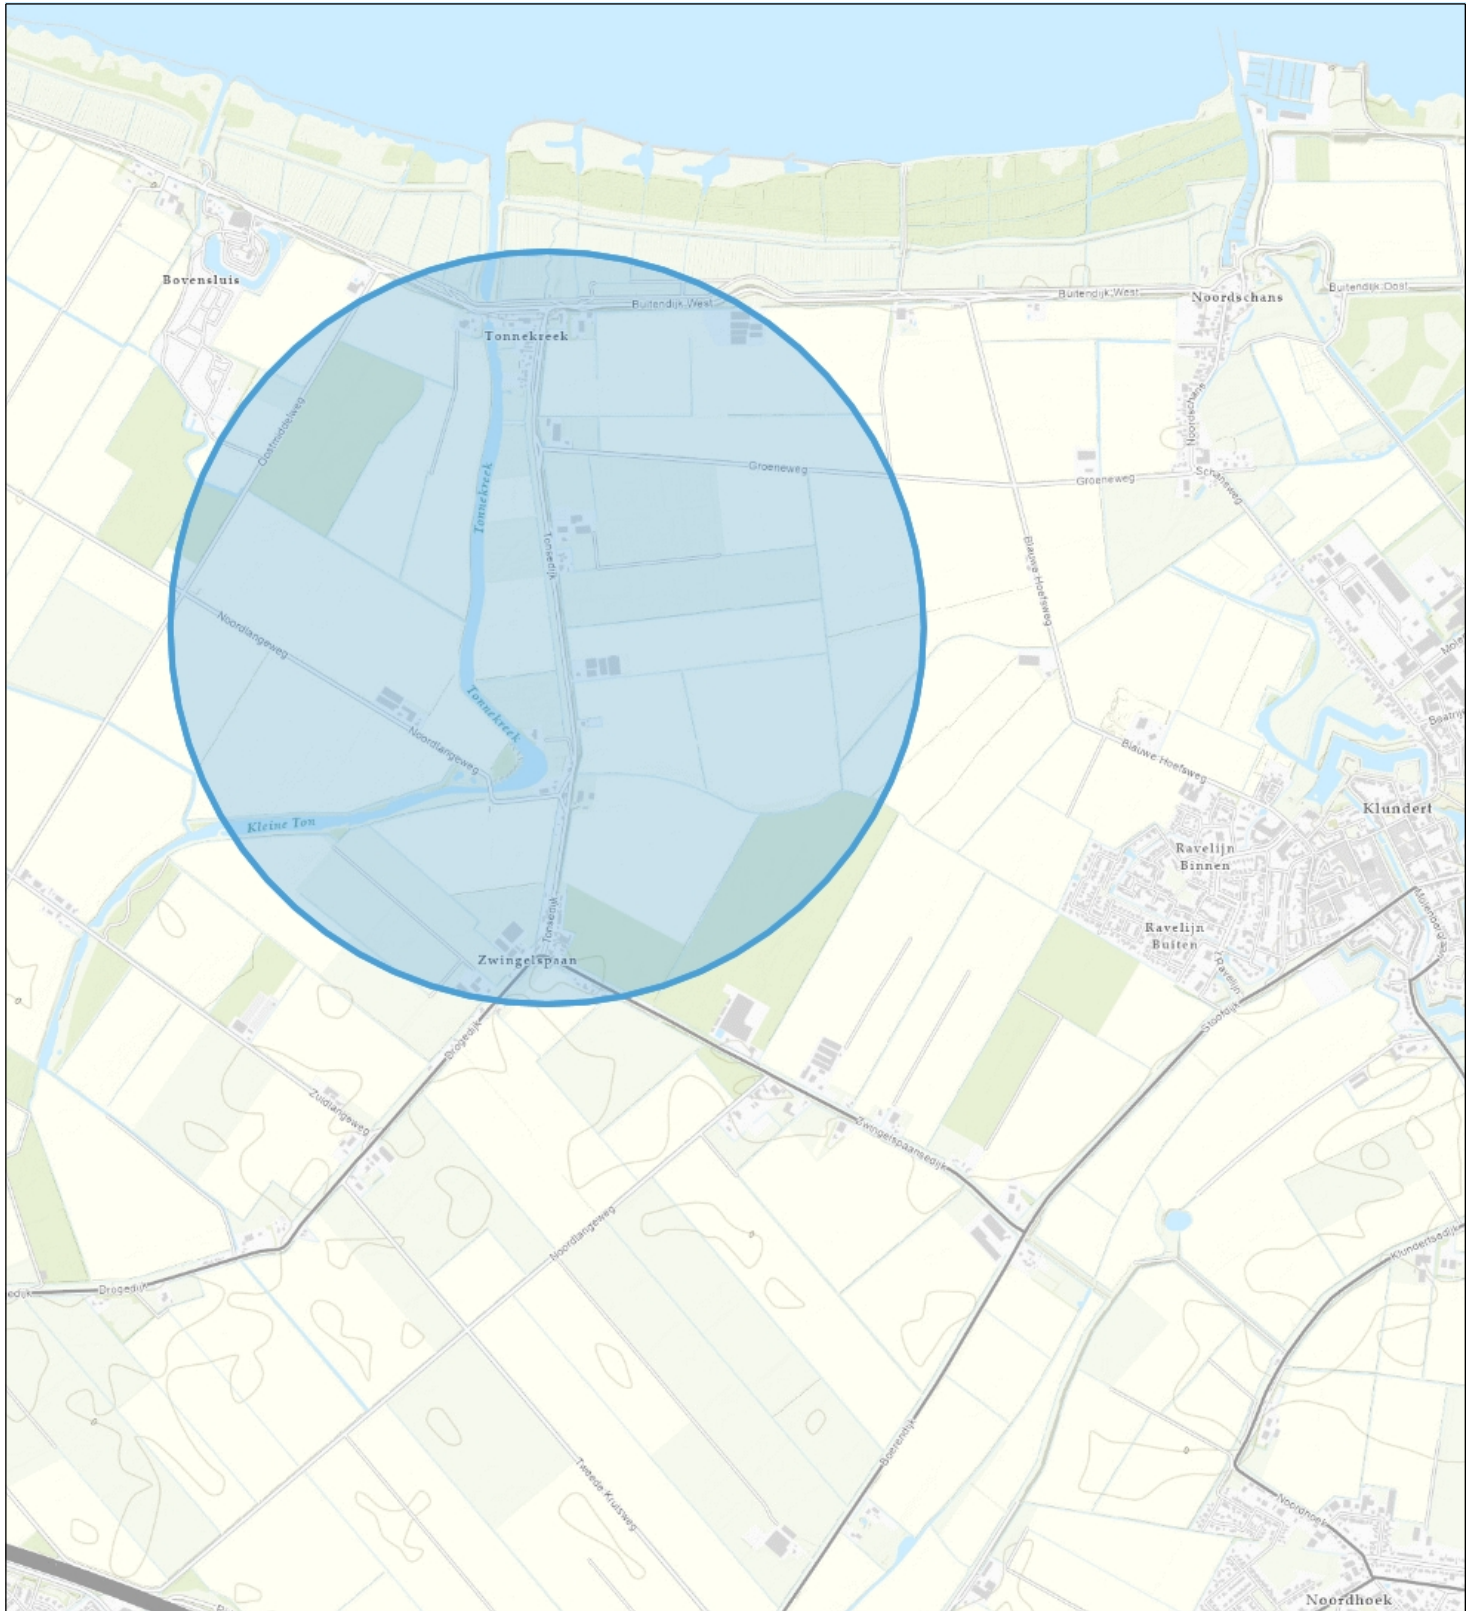 Bovensluis
Noordschans
Buitendijk Oost
Buitendijk West
Buitendijk West
Tonnekreek
Oostmiddelweg
Noordschans
Tonnekreek
Groeneweg
Groeneweg
Schansweg
Tonsedijk
Blauwe Hoefsweg
Noordlangeweg
Tonnekreek
Noordlangeweg
Blauwe Hoefsweg
Klundert
Kleine Ton
Ravelijn
Binnen
Ravelijn
Buiten
Tonsedijk
Zwingelspaan
Ravelijn
Stoofdijk
Drogedijk
Zuidlangeweg
Zwingelspaansedijk
Noordlangeweg
Klundertsedijk
edijk
Drogedijk
Boerendijk
Tweede Kruisweg
Noordhoek
Noordhoek